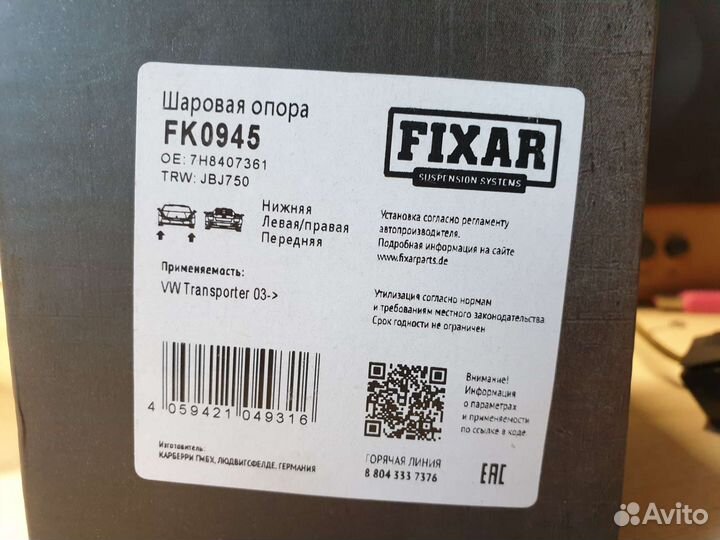 Шаровая опора
FK0945
OE: 7H8407361
TRW: JBJ750
FIXAR
SUSPENSION SYSTEMS
Нижняя
Левая/правая
Передняя
Установка согласно регламенту
автопроизводителя.
Подробная информация на сайте
www.fixarparts.de
Применяемость:
VW Transporter 03->
Утилизация согласно нормам
и требованиям местного законодательства
Срок годности не ограничен
4 059421 049316
Внимание!
Информация
о параметрах
и применяемости
по ссылке в коде
Изготовитель:
КАРБЕРРИ ГМБХ, ЛЮДВИГСФЕЛЬДЕ, ГЕРМАНИЯ
ГОРЯЧАЯ ЛИНИЯ
8 804 333 7376
EAC
Avito